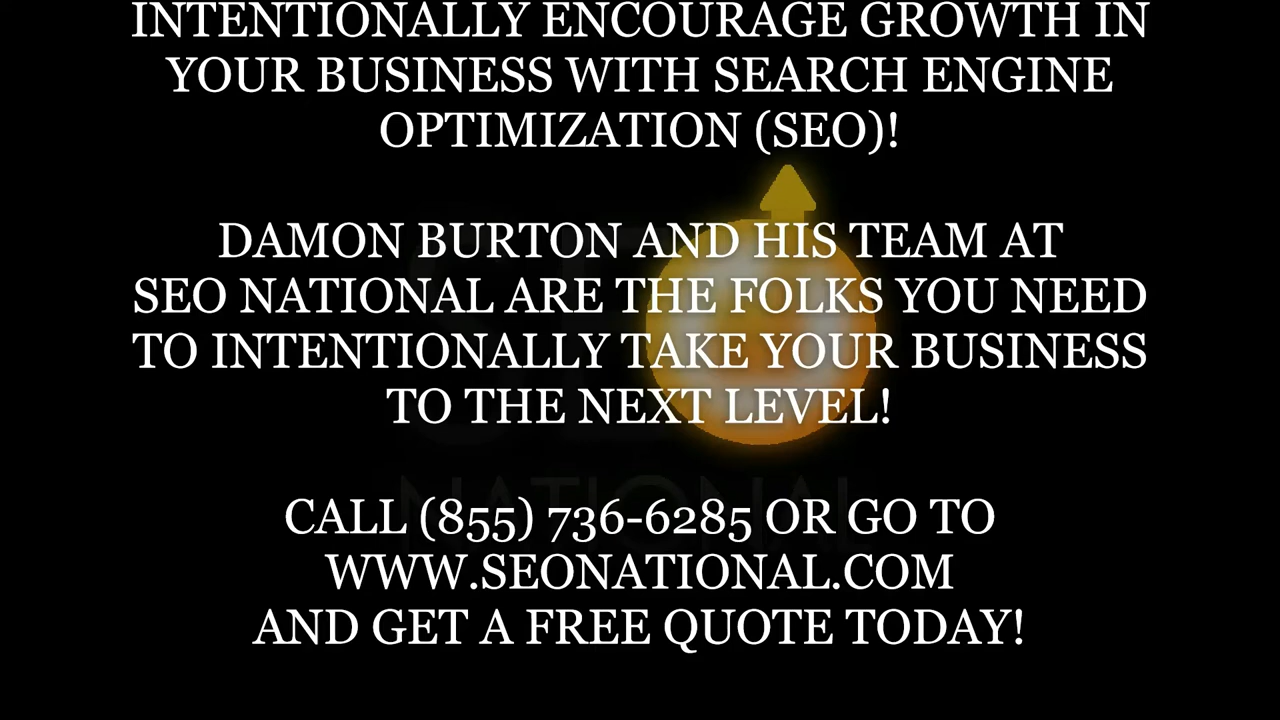 INTENTIONALLY ENCOURAGE GROWTH IN
YOUR BUSINESS WITH SEARCH ENGINE
OPTIMIZATION (SEO)!
DAMON BURTON AND HIS TEAM AT
SEO NATIONAL ARE THE FOLKS YOU NEED
TO INTENTIONALLY TAKE YOUR BUSINESS
TO THE NEXT LEVEL!
NATIONAL
CALL (855) 736-6285 OR GO TO
WWW.SEONATIONAL.COM
AND GET A FREE QUOTE TODAY!